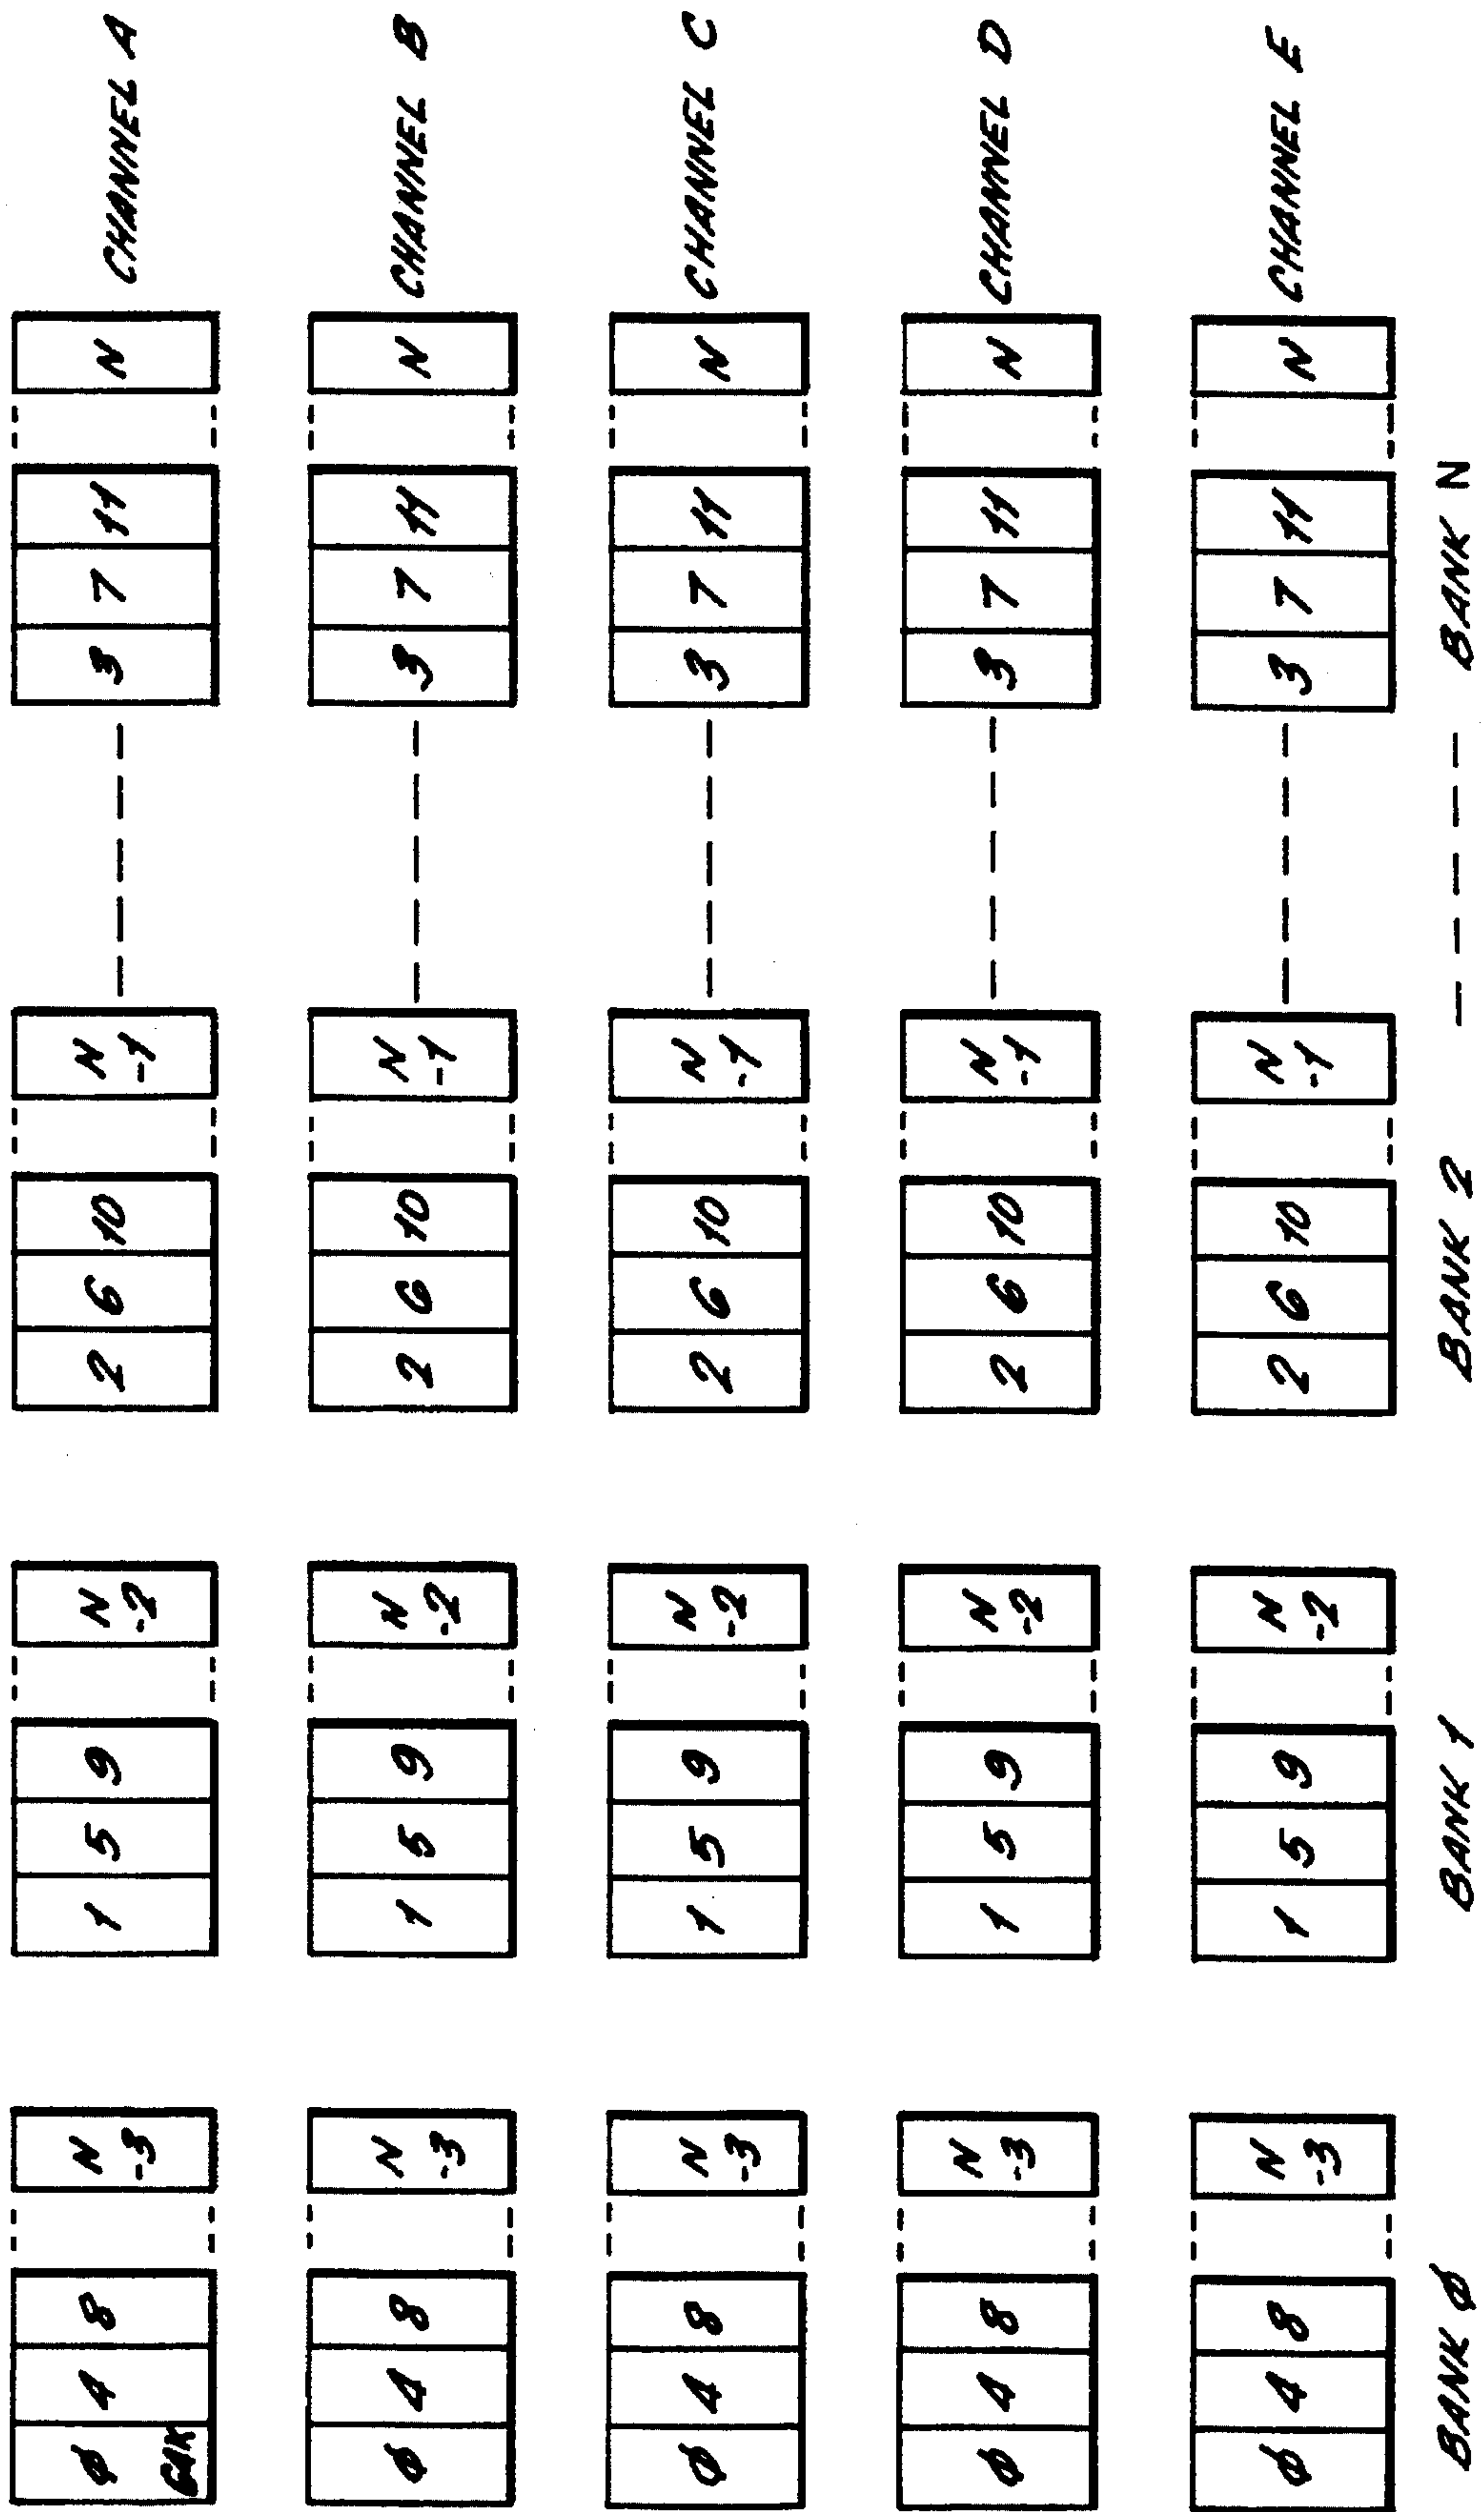 Ø 4 8 N-3 1 5 9 N-2 2 6 10 N-1 3 7 11 N CHANNEL A
64K
Ø 4 8 N-3 1 5 9 N-2 2 6 10 N-1 3 7 11 N CHANNEL B
Ø 4 8 N-3 1 5 9 N-2 2 6 10 N-1 3 7 11 N CHANNEL C
Ø 4 8 N-3 1 5 9 N-2 2 6 10 N-1 3 7 11 N CHANNEL D
Ø 4 8 N-3 1 5 9 N-2 2 6 10 N-1 3 7 11 N CHANNEL E
BANK Ø BANK 1 BANK 2 BANK N